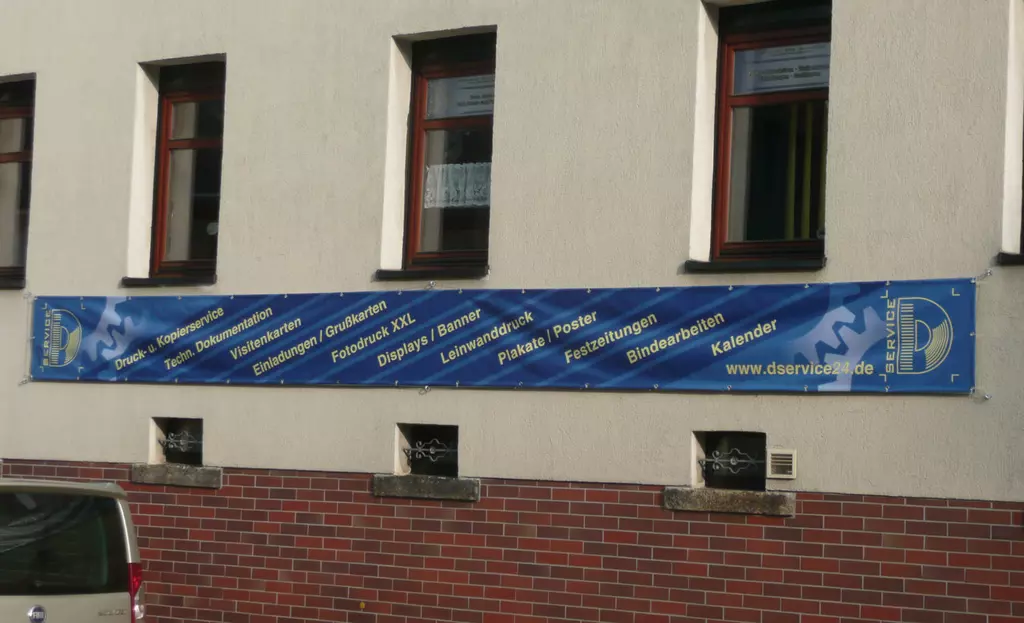 SERVICE
Druck- u. Kopierservice
Techn. Dokumentation
Visitenkarten
Einladungen / Grußkarten
Fotodruck XXL
Displays / Banner
Leinwanddruck
Plakate / Poster
Festzeitungen
Bindearbeiten
Kalender
www.dservice24.de
SERVICE
FIAT